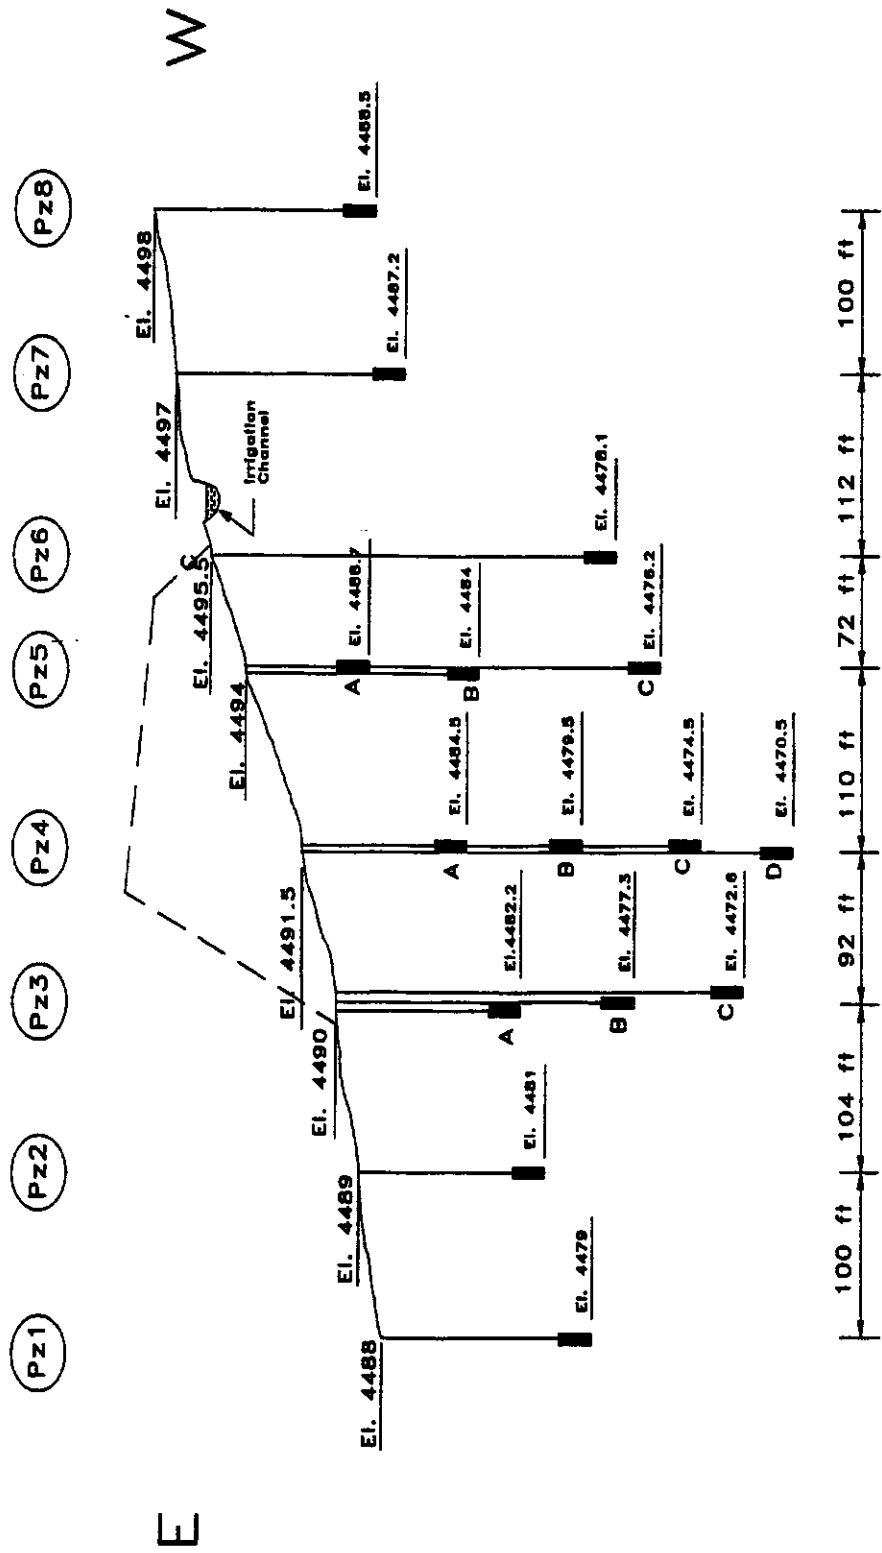 Pz1
Pz2
Pz3
Pz4
Pz5
Pz6
Pz7
Pz8
E
W
El. 4498
El. 4497
El. 4495.5
El. 4494
El. 4491.5
El. 4490
El. 4489
El. 4488
Irrigation
Channel
El. 4479
El. 4481
A
El.4482.2
B
El. 4477.3
C
El. 4472.6
A
El. 4484.5
B
El. 4479.5
C
El. 4474.5
D
El. 4470.5
A
El. 4488.7
B
El. 4484
C
El. 4476.2
El. 4478.1
El. 4487.2
El. 4488.5
100 ft
104 ft
92 ft
110 ft
72 ft
112 ft
100 ft